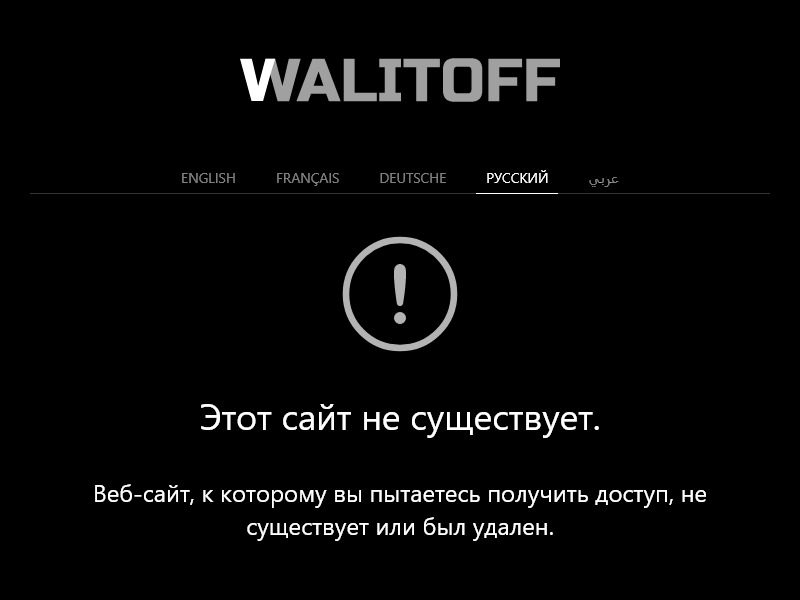 WALITOFF
ENGLISH FRANÇAIS DEUTSCHE РУССКИЙ عربي
Этот сайт не существует.
Веб-сайт, к которому вы пытаетесь получить доступ, не
существует или был удален.